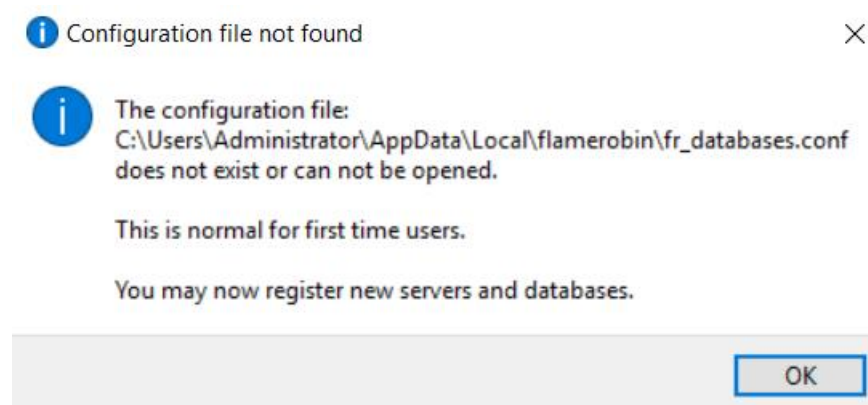 Configuration file not found
The configuration file:
C:\Users\Administrator\AppData\Local\flamerobin\fr_databases.conf
does not exist or can not be opened.
This is normal for first time users.
You may now register new servers and databases.
OK